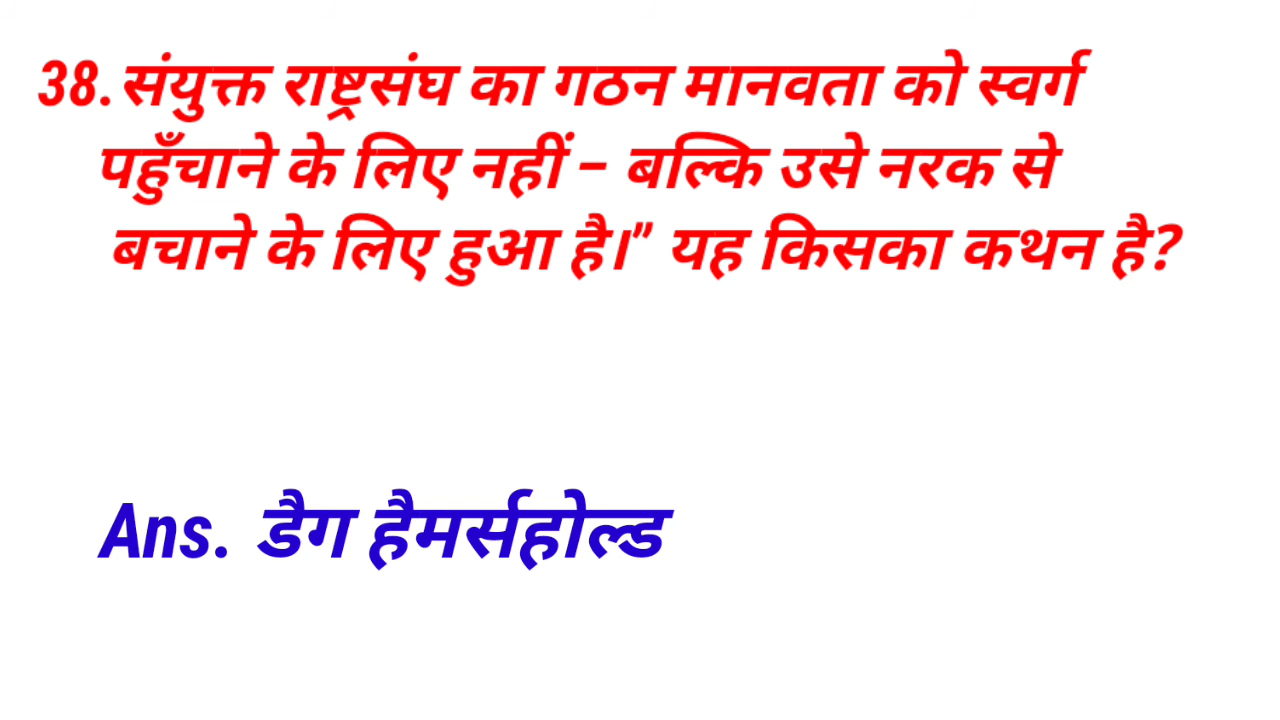 38. संयुक्त राष्ट्रसंघ का गठन मानवता को स्वर्ग
पहुँचाने के लिए नहीं - बल्कि उसे नरक से
बचाने के लिए हुआ है।” यह किसका कथन है?
Ans. डैग हैमर्सहोल्ड